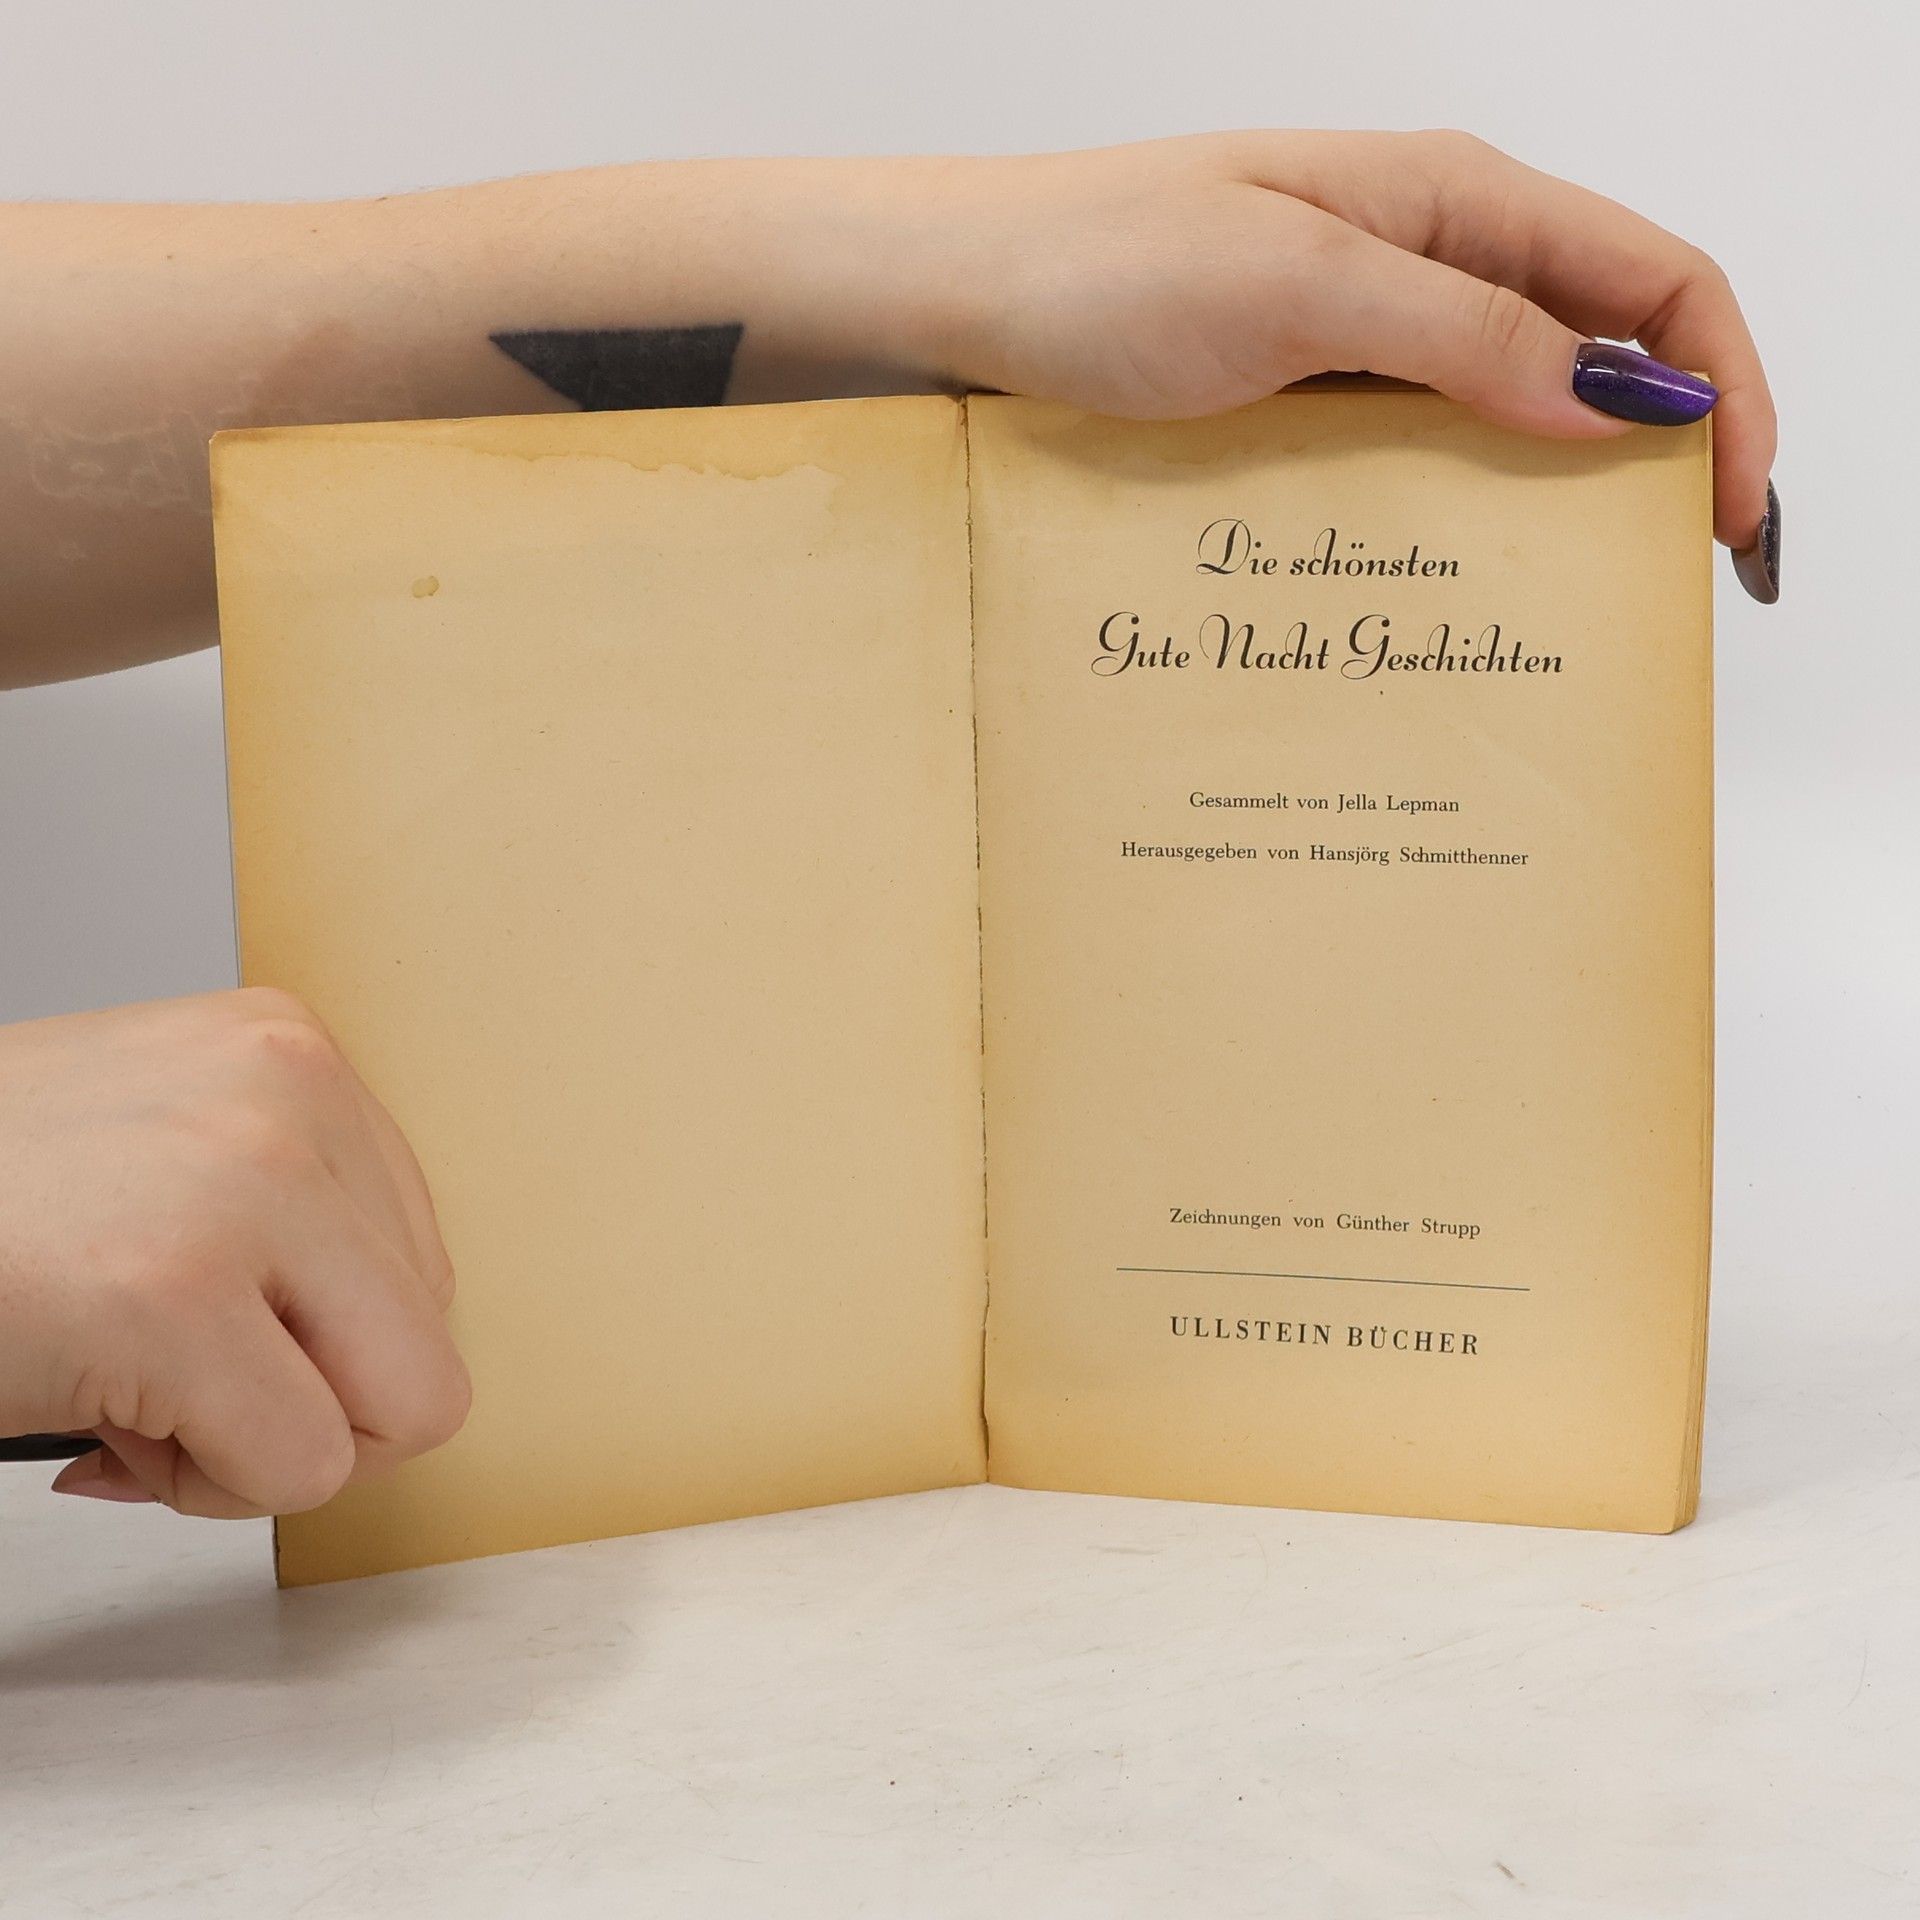 Die schönsten
Gute Nacht Geschichten
Gesammelt von Jella Lepman
Herausgegeben von Hansjörg Schmitthenner
Zeichnungen von Günther Strupp
ULLSTEIN BÜCHER